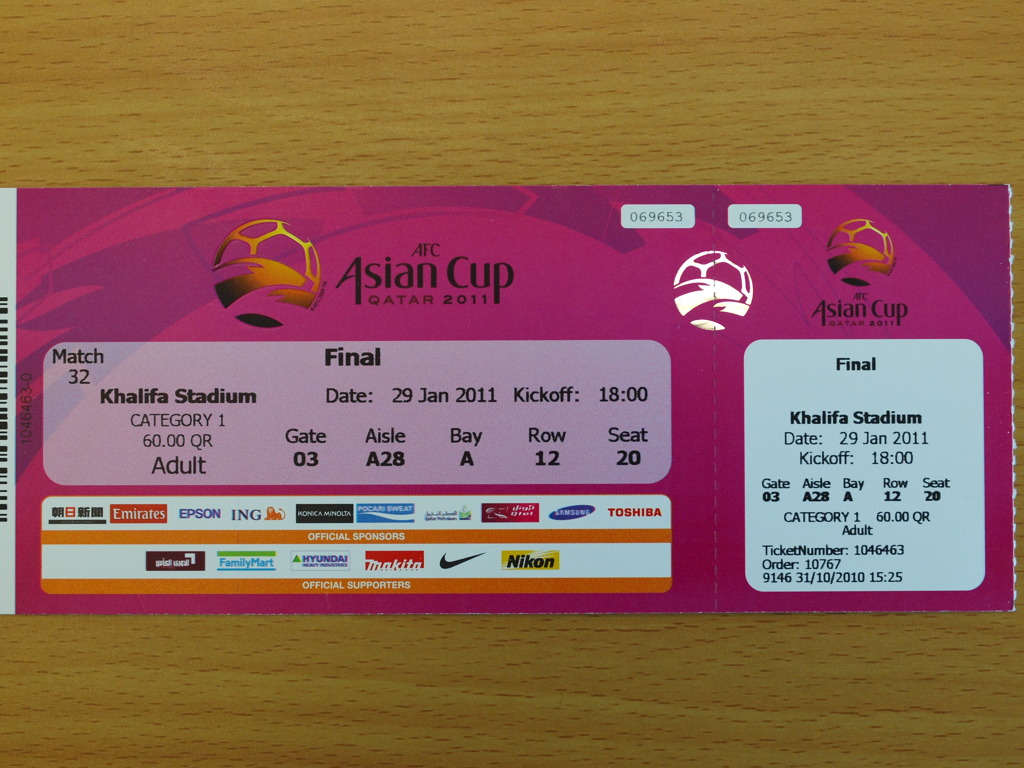 069653
069653
AFC
Asian Cup
QATAR 2011
AFC
Asian Cup
QATAR 2011
Match
32
Final
Khalifa Stadium
Date: 29 Jan 2011 Kickoff: 18:00
CATEGORY 1
60.00 QR
Adult
Gate Aisle Bay Row Seat
03 A28 A 12 20
1046463-0
朝日新聞 Emirates EPSON ING KONICA MINOLTA POCARI SWEAT Qatar Petroleum Qtel SAMSUNG TOSHIBA
OFFICIAL SPONSORS
FamilyMart HYUNDAI HEAVY INDUSTRIES Makita Nikon
OFFICIAL SUPPORTERS
Final
Khalifa Stadium
Date: 29 Jan 2011
Kickoff: 18:00
Gate Aisle Bay Row Seat
03 A28 A 12 20
CATEGORY 1 60.00 QR
Adult
TicketNumber: 1046463
Order: 10767
9146 31/10/2010 15:25